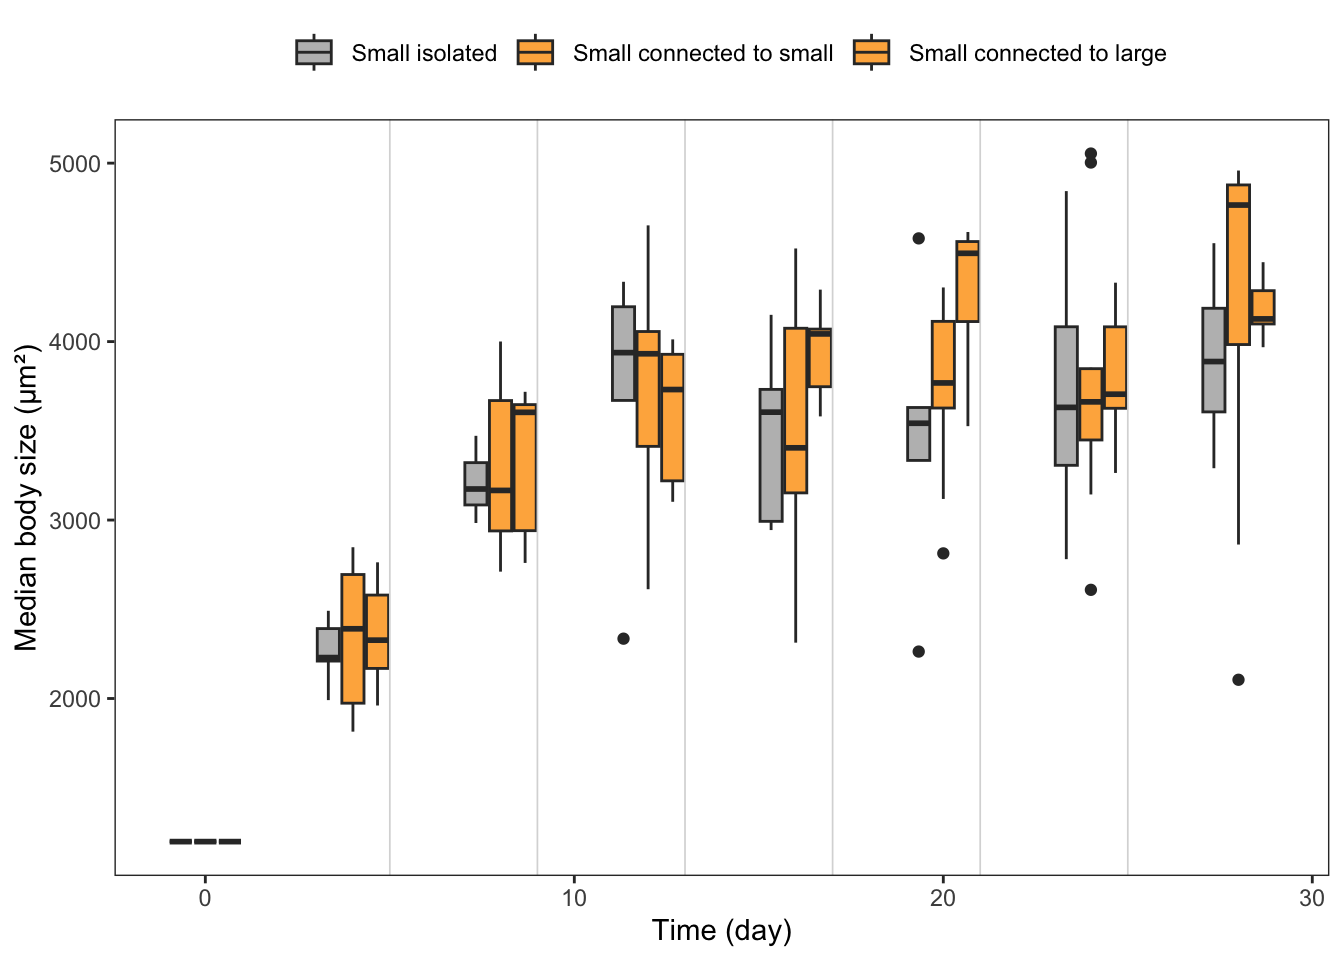 Small isolated Small connected to small Small connected to large
Median body size (µm²)
5000
4000
3000
2000
0 10 20 30
Time (day)